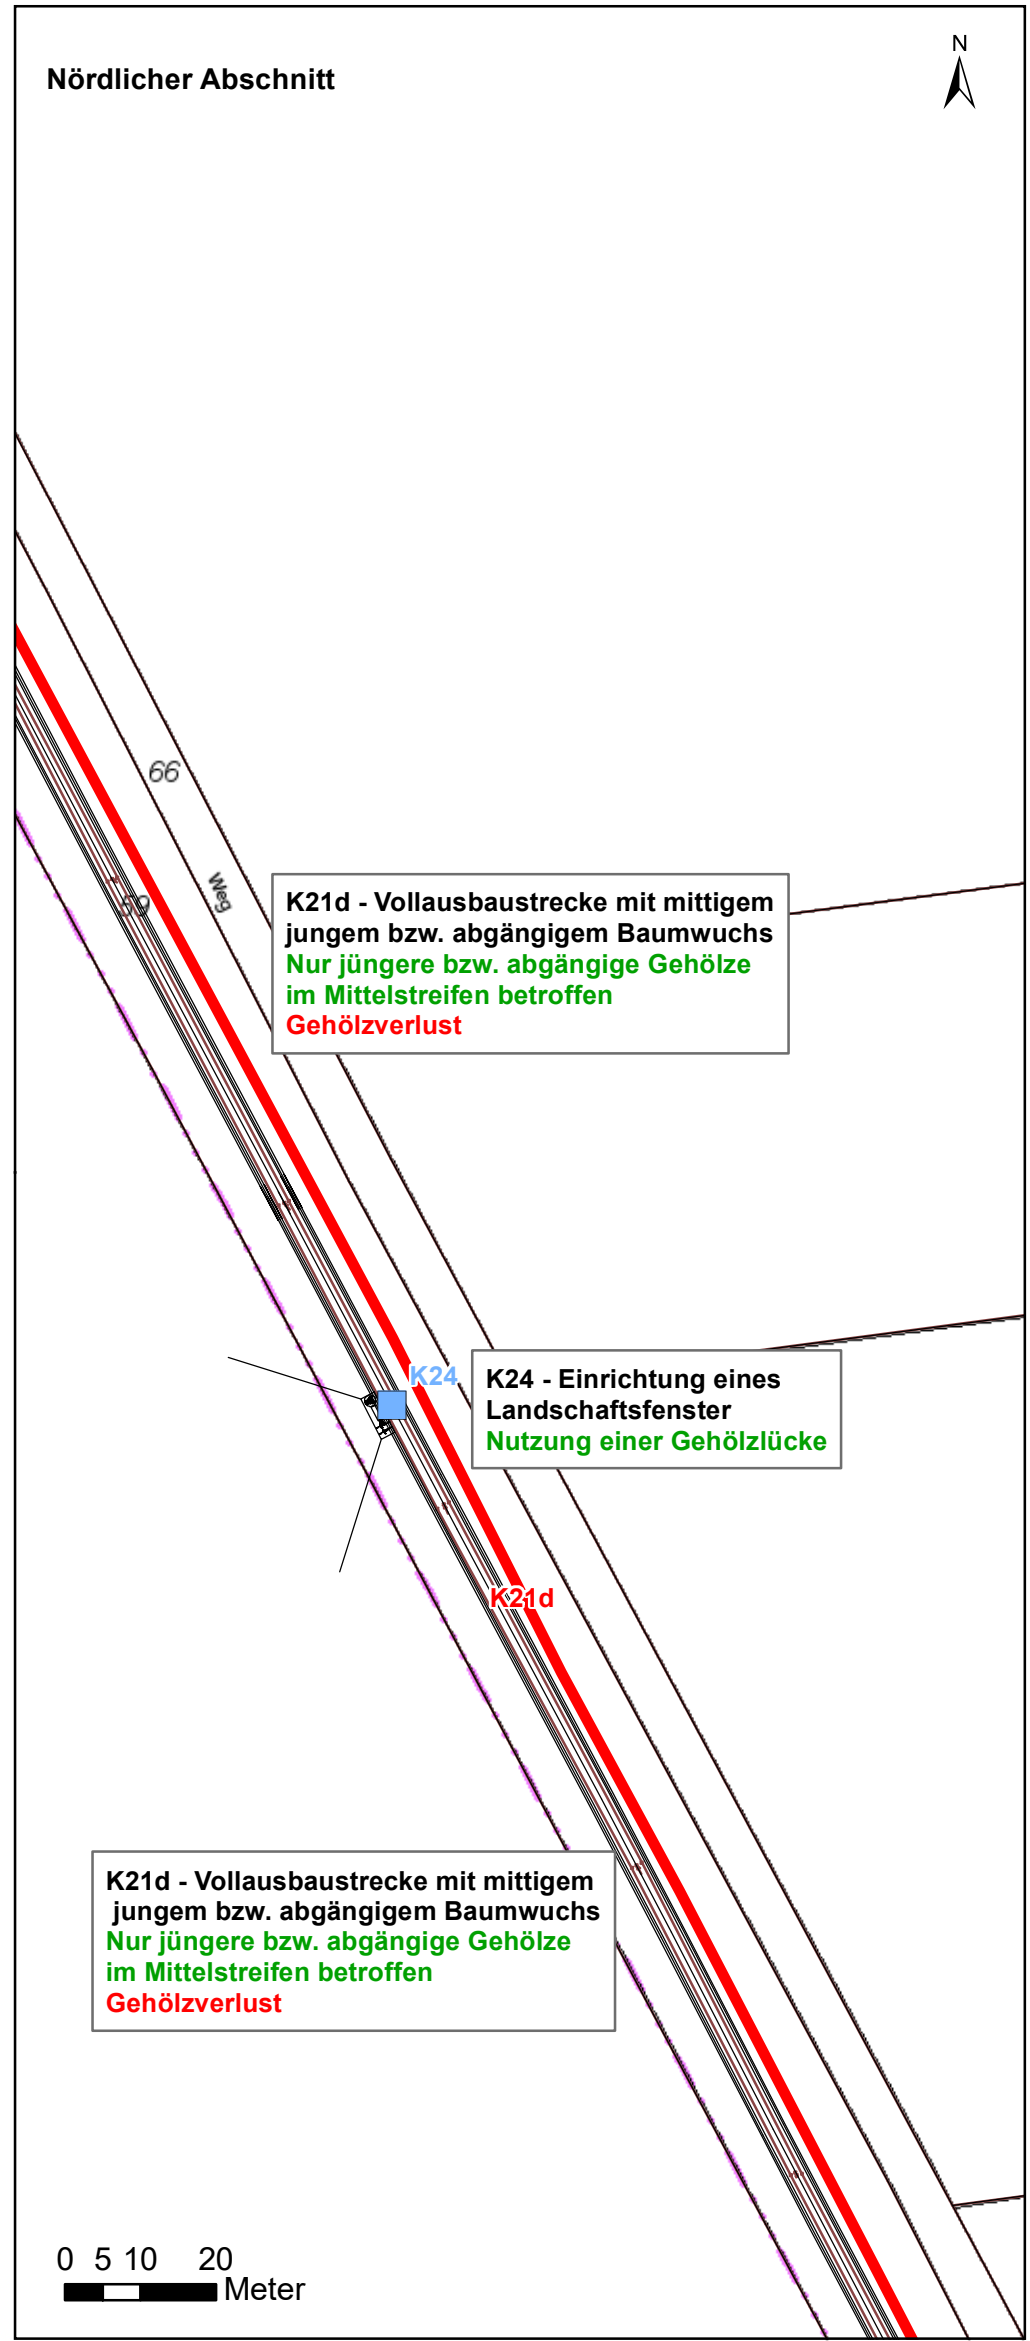 N
Nördlicher Abschnitt
66
59
Weg
K21d - Vollausbaustrecke mit mittigem
jungem bzw. abgängigem Baumwuchs
Nur jüngere bzw. abgängige Gehölze
im Mittelstreifen betroffen
Gehölzverlust
K24
K24 - Einrichtung eines
Landschaftsfenster
Nutzung einer Gehölzlücke
K21d
K21d - Vollausbaustrecke mit mittigem
jungem bzw. abgängigem Baumwuchs
Nur jüngere bzw. abgängige Gehölze
im Mittelstreifen betroffen
Gehölzverlust
0 5 10 20
Meter